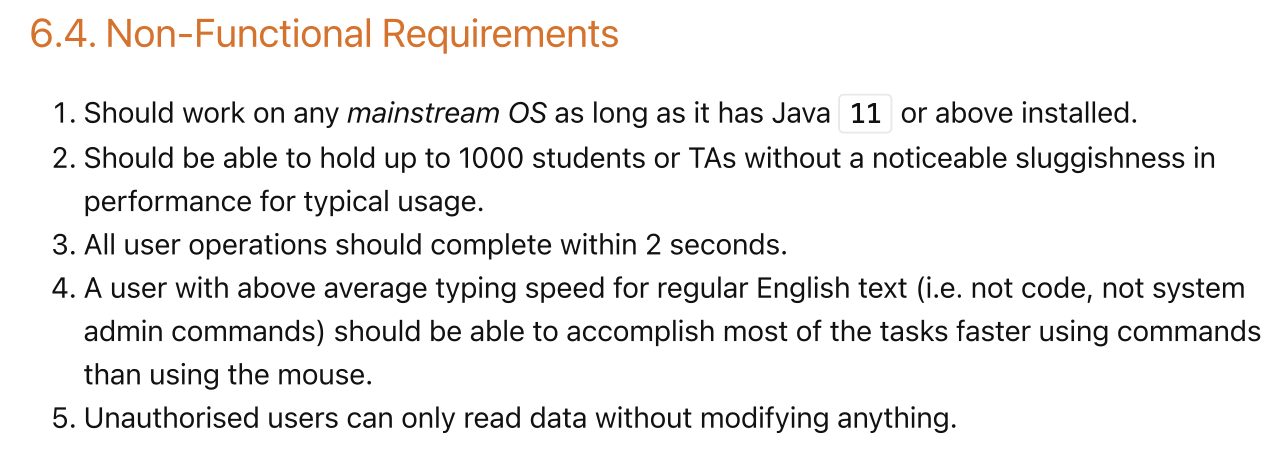 6.4. Non-Functional Requirements
1. Should work on any mainstream OS as long as it has Java 11 or above installed.
2. Should be able to hold up to 1000 students or TAs without a noticeable sluggishness in
performance for typical usage.
3. All user operations should complete within 2 seconds.
4. A user with above average typing speed for regular English text (i.e. not code, not system
admin commands) should be able to accomplish most of the tasks faster using commands
than using the mouse.
5. Unauthorised users can only read data without modifying anything.